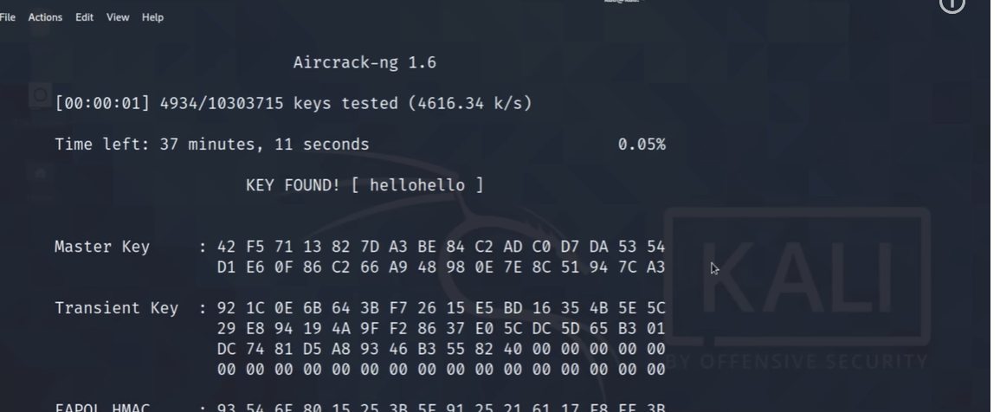 File Actions Edit View Help
Aircrack-ng 1.6
[00:00:01] 4934/10303715 keys tested (4616.34 k/s)
Time left: 37 minutes, 11 seconds 0.05%
KEY FOUND! [ hellohello ]
Master Key : 42 F5 71 13 82 7D A3 BE 84 C2 AD C0 D7 DA 53 54
D1 E6 0F 86 C2 66 A9 48 98 0E 7E 8C 51 94 7C A3
Transient Key : 92 1C 0E 6B 64 3B F7 26 15 E5 BD 16 35 4B 5E 5C
29 E8 94 19 4A 9F F2 86 37 E0 5C DC 5D 65 B3 01
DC 74 81 D5 A8 93 46 B3 55 82 40 00 00 00 00 00
00 00 00 00 00 00 00 00 00 00 00 00 00 00 00 00
EAPOL HMAC : 93 54 6F 80 15 25 3B 5F 91 25 21 61 17 F8 FF 3B
KALI
BY OFFENSIVE SECURITY